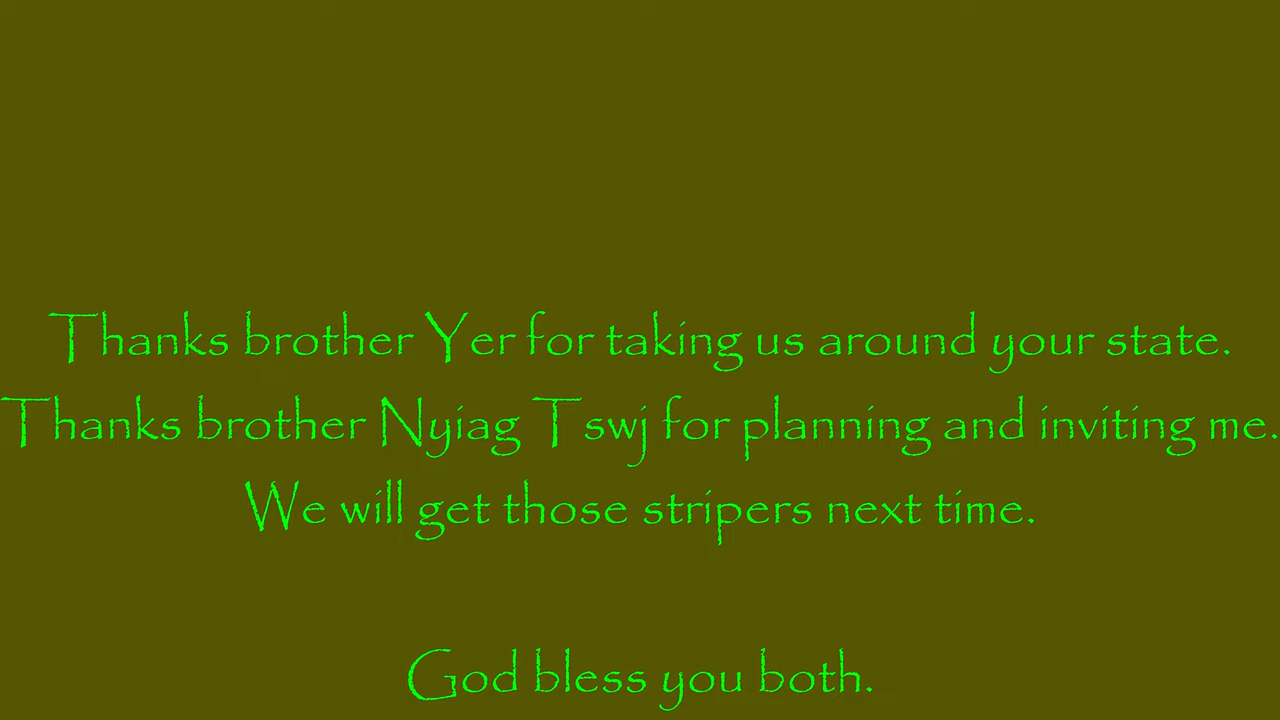 Thanks brother Yer for taking us around your state.
Thanks brother Nyiag Tswj for planning and inviting me.
We will get those stripers next time.
God bless you both.